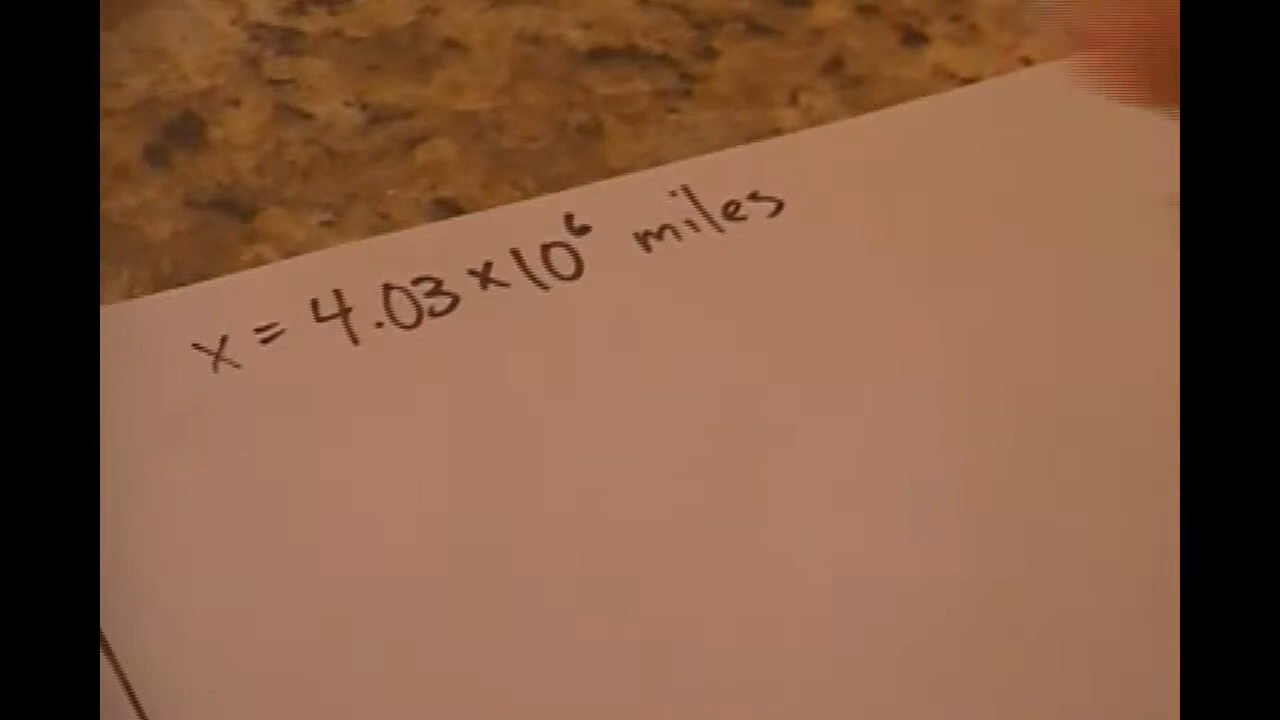 x = 4.03 × 10⁶ miles